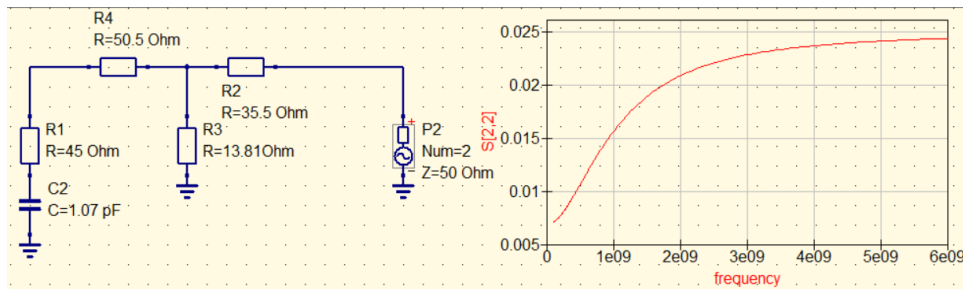 R4
R=50.5 Ohm
R2
R=35.5 Ohm
R1
R=45 Ohm
R3
R=13.81Ohm
C2
C=1.07 pF
+
P2
Num=2
Z=50 Ohm
-
S[2,2]
0.025
0.02
0.015
0.01
0.005
0
1e09
2e09
3e09
4e09
5e09
6e09
frequency